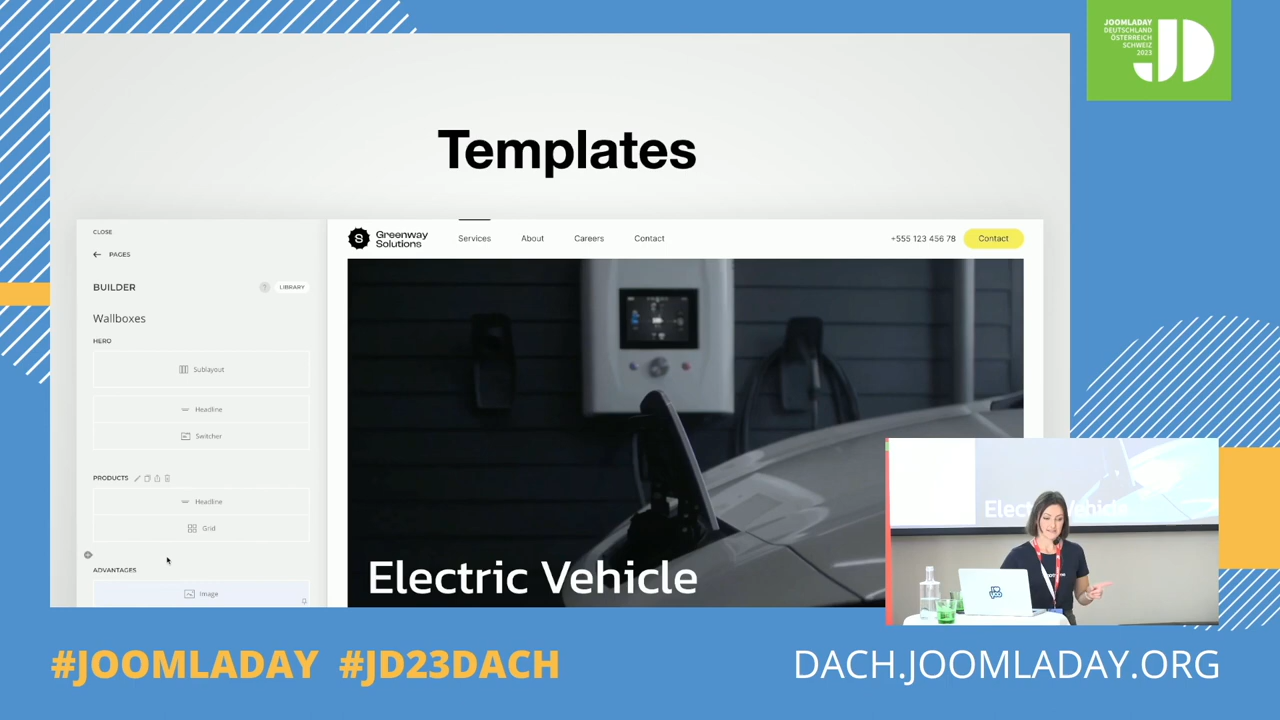 JOOMLADAY
DEUTSCHLAND
ÖSTERREICH
SCHWEIZ
2023
JD
Templates
CLOSE
PAGES
BUILDER
?
LIBRARY
Wallboxes
HERO
Sublayout
Headline
Switcher
PRODUCTS
Headline
Grid
ADVANTAGES
Image
S
Greenway
Solutions
Services
About
Careers
Contact
+555 123 456 78
Contact
Electric Vehicle
#JOOMLADAY #JD23DACH
DACH.JOOMLADAY.ORG